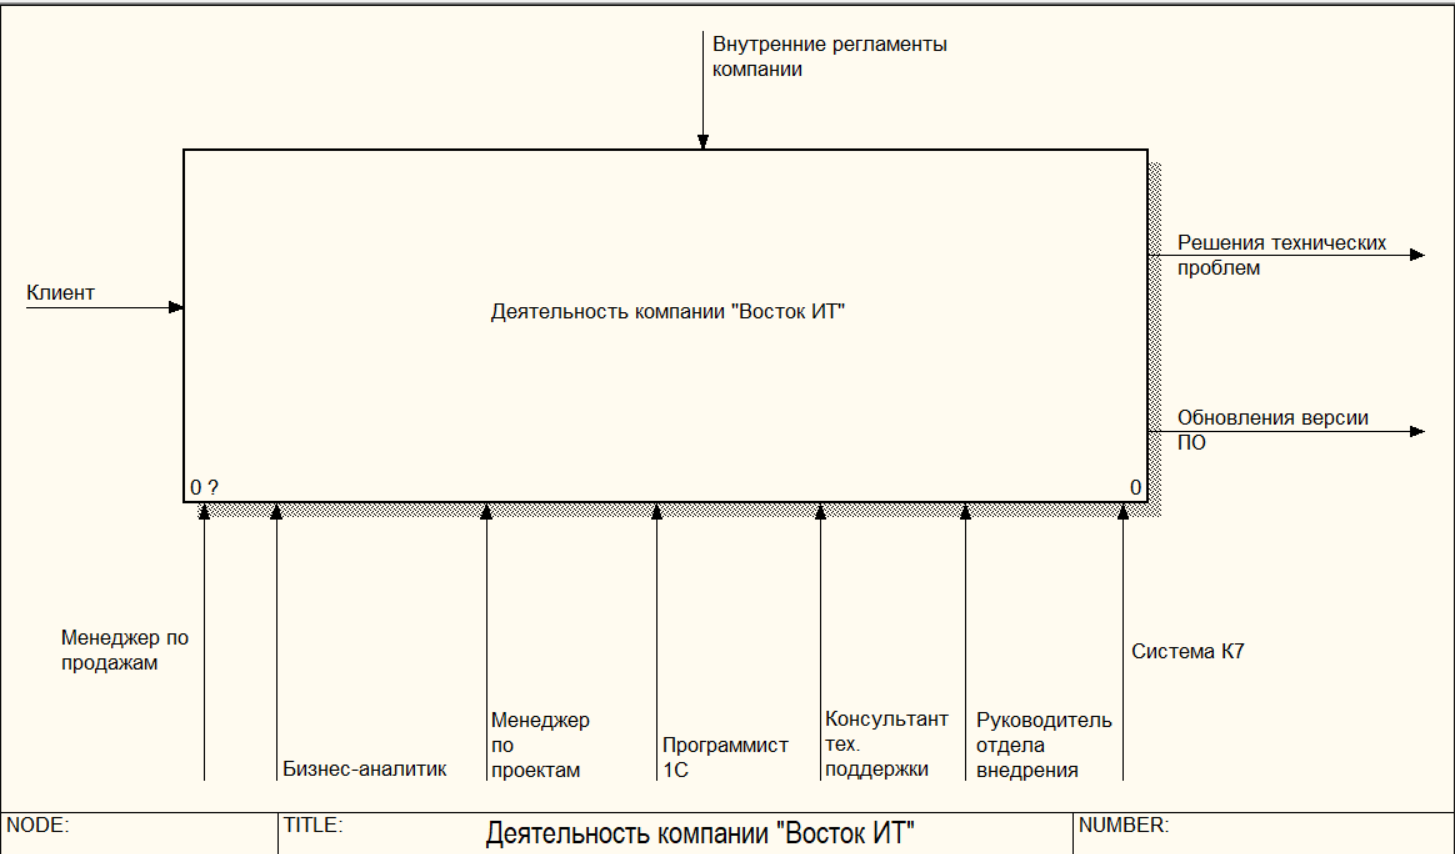 Внутренние регламенты
компании
Решения технических
проблем
Клиент
Деятельность компании "Восток ИТ"
Обновления версии
ПО
0 ?
0
Менеджер по
продажам
Система К7
Бизнес-аналитик
Менеджер
по
проектам
Программист
1С
Консультант
тех.
поддержки
Руководитель
отдела
внедрения
NODE:
TITLE:
Деятельность компании "Восток ИТ"
NUMBER: